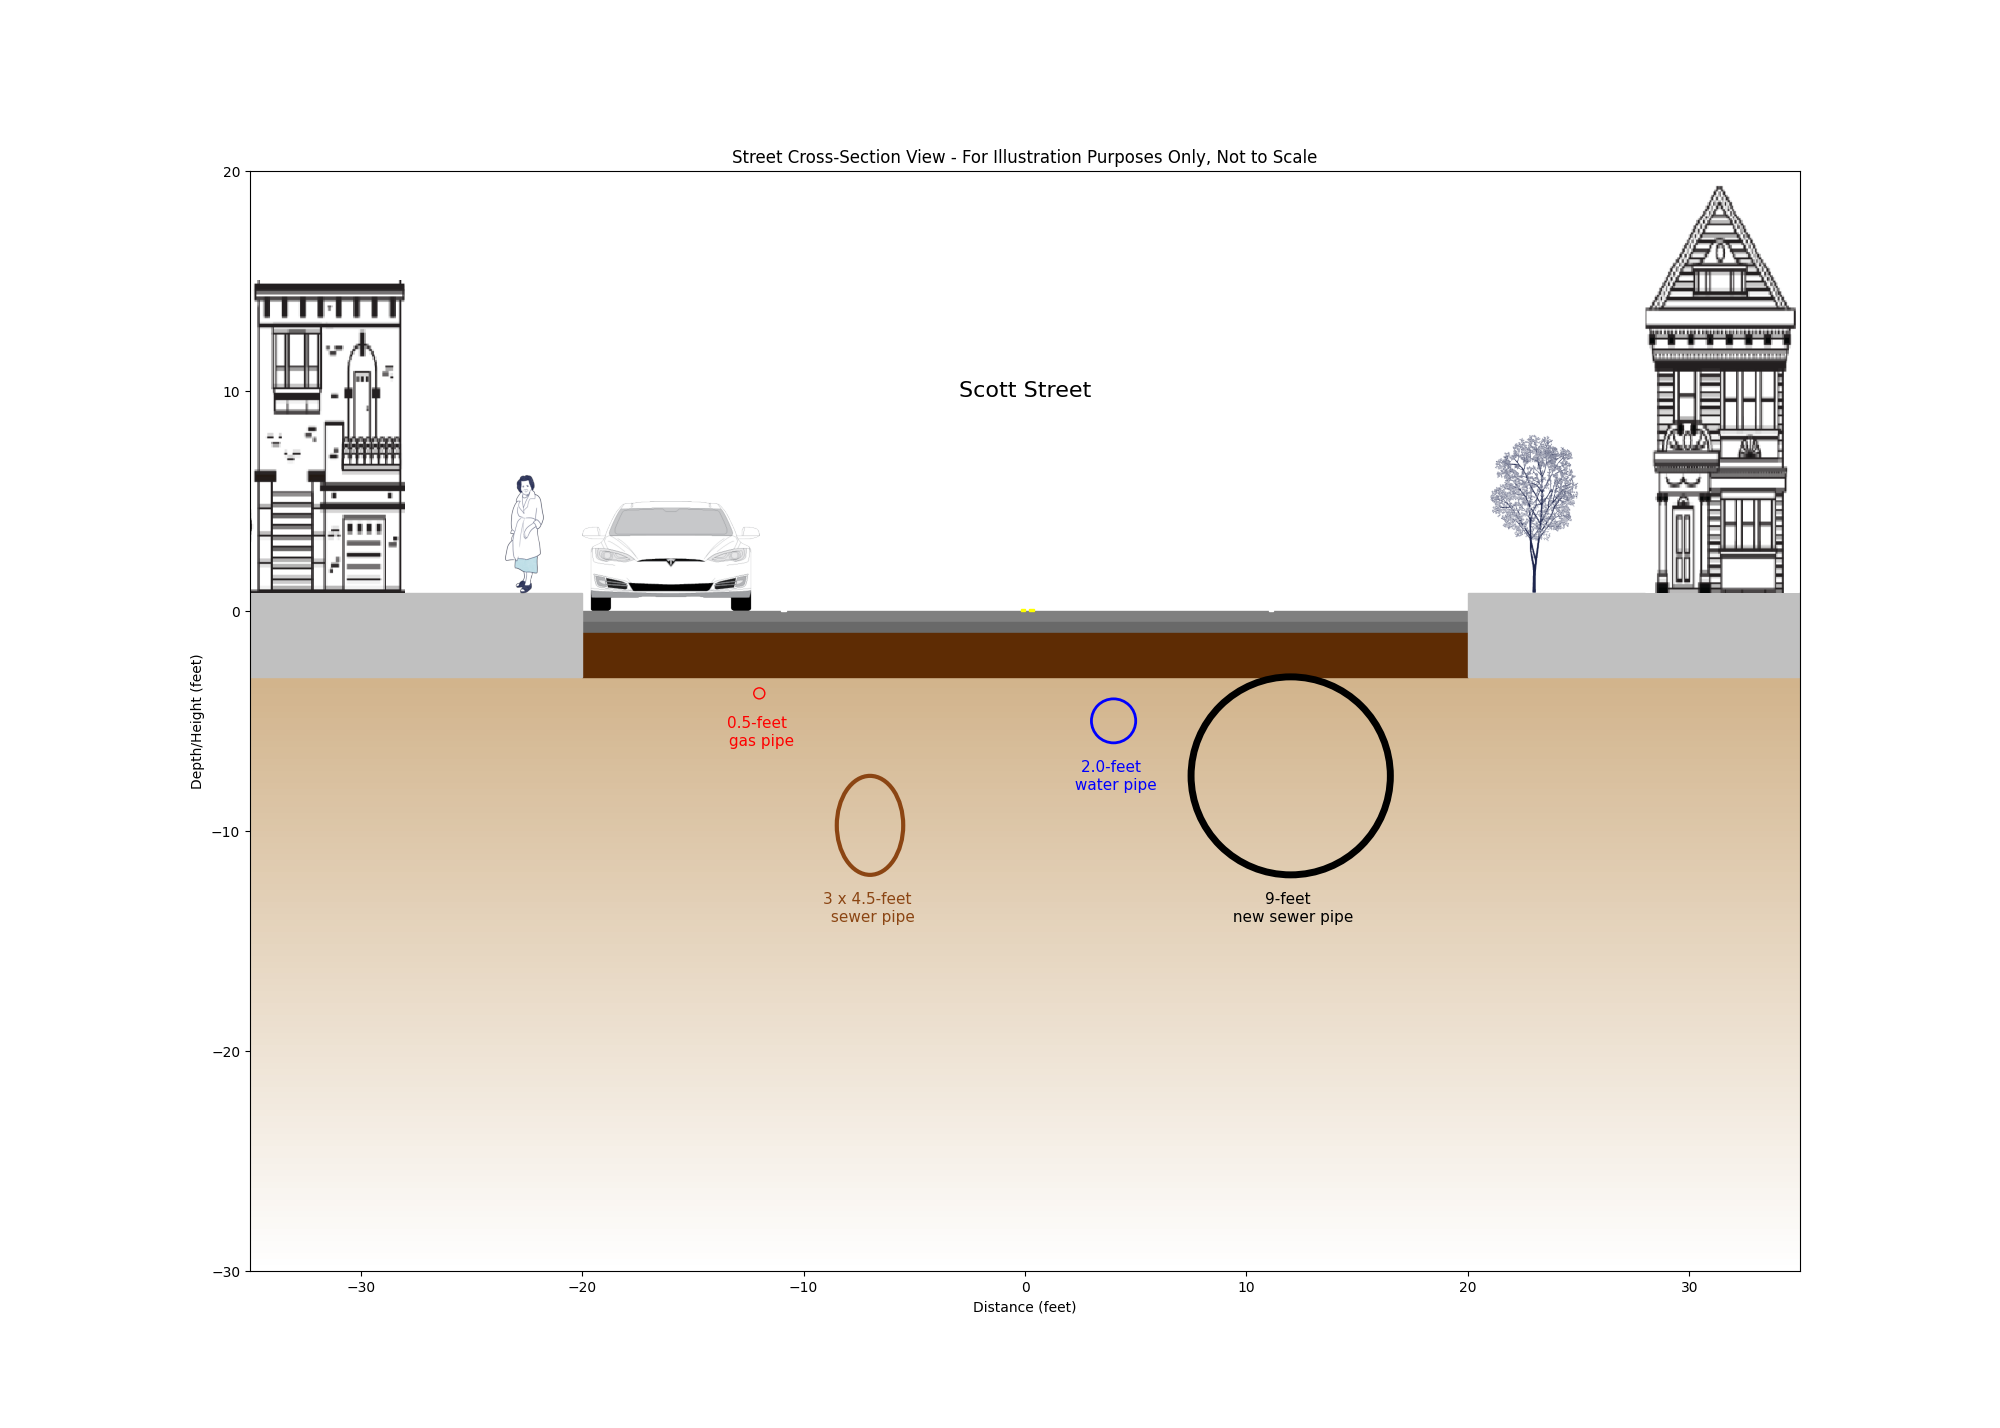 Street Cross-Section View - For Illustration Purposes Only, Not to Scale
20
10
0
−10
−20
−30
Depth/Height (feet)
Scott Street
0.5-feet
gas pipe
2.0-feet
water pipe
3 x 4.5-feet
sewer pipe
9-feet
new sewer pipe
−30
−20
−10
0
10
20
30
Distance (feet)